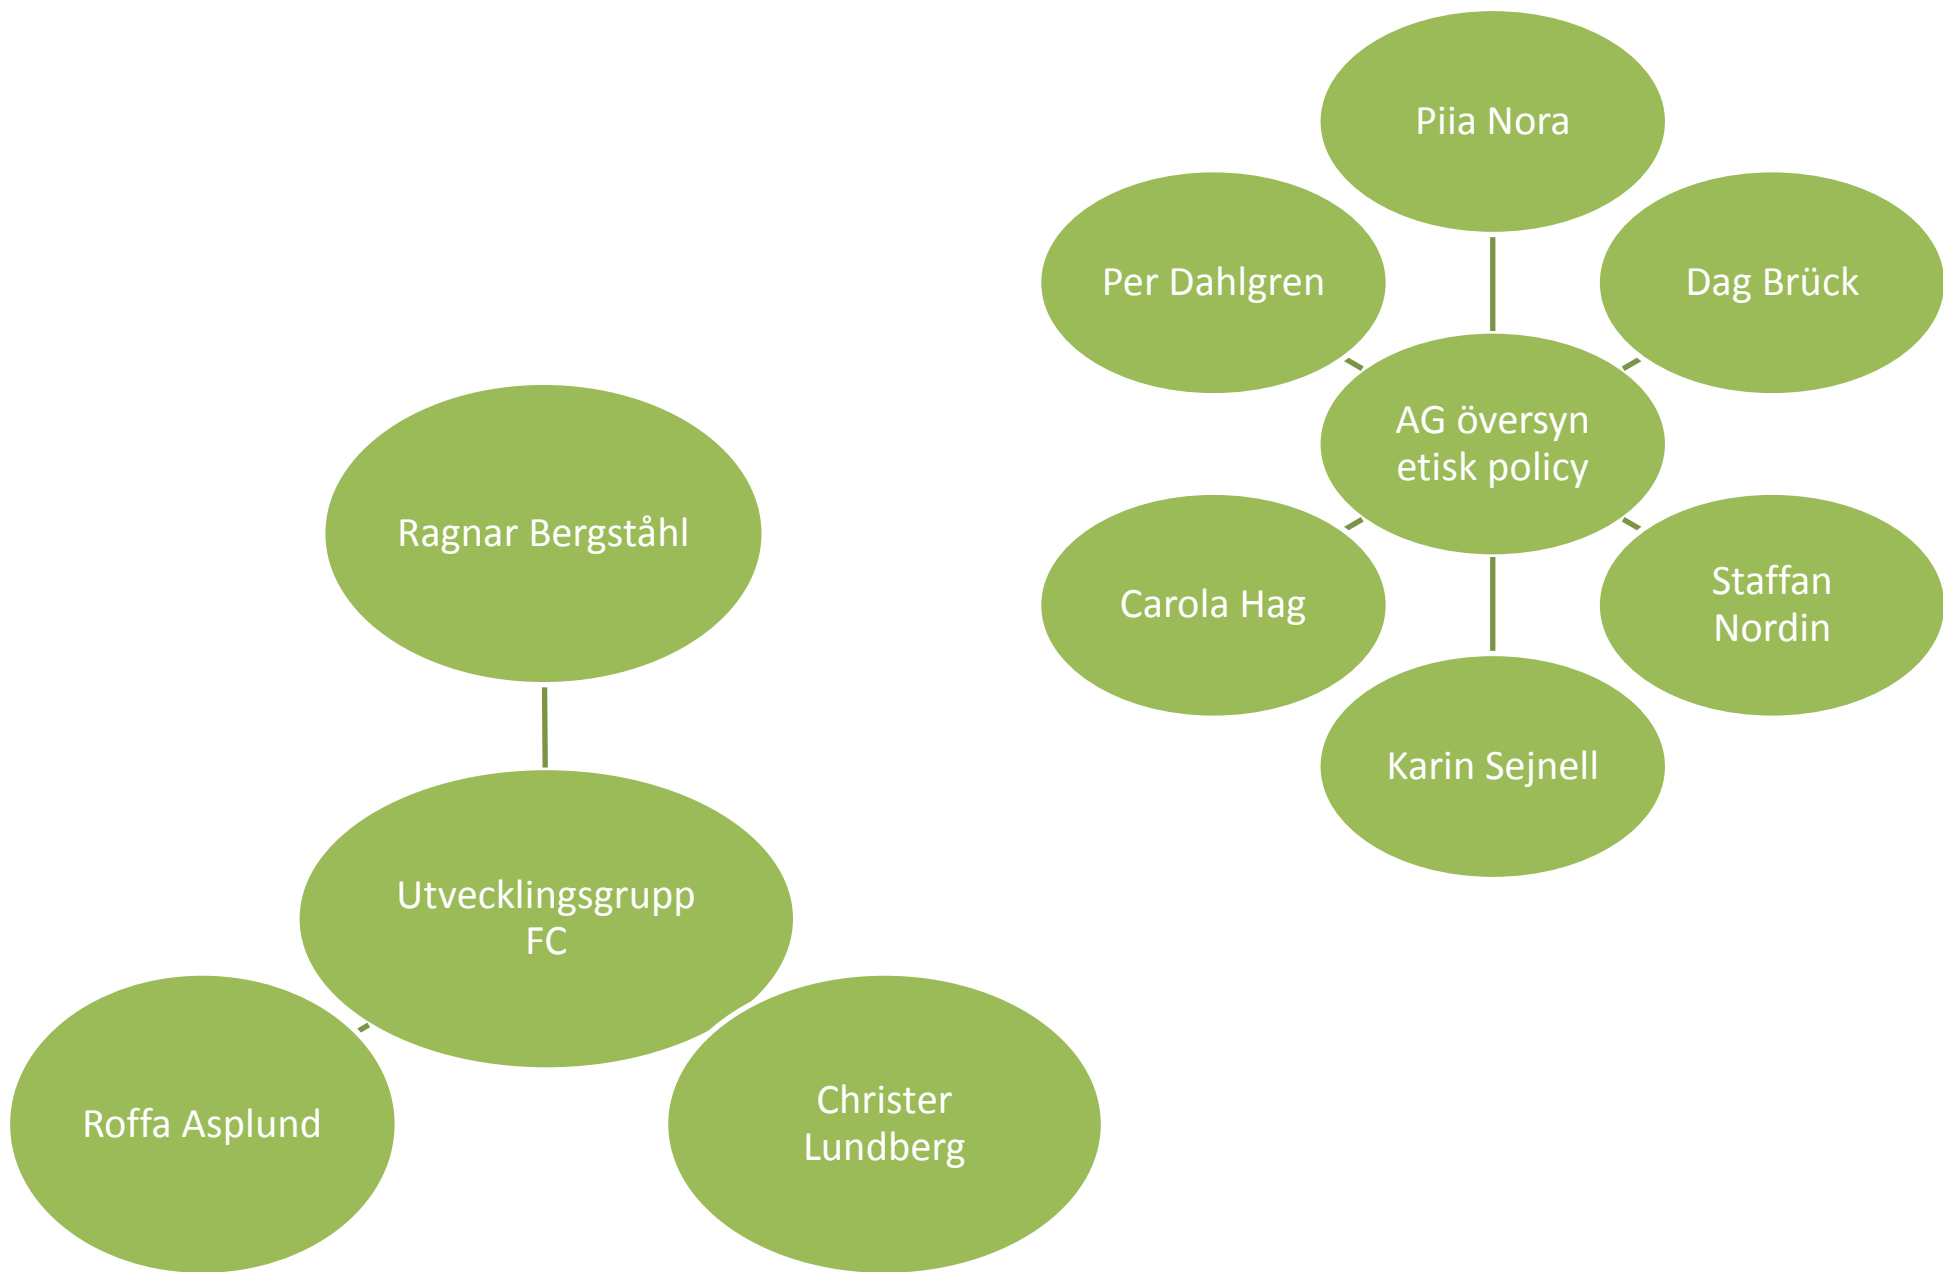 Piia Nora
Per Dahlgren
Dag Brück
AG översyn
etisk policy
Carola Hag
Staffan
Nordin
Karin Sejnell
Ragnar Bergståhl
Utvecklingsgrupp
FC
Roffa Asplund
Christer
Lundberg